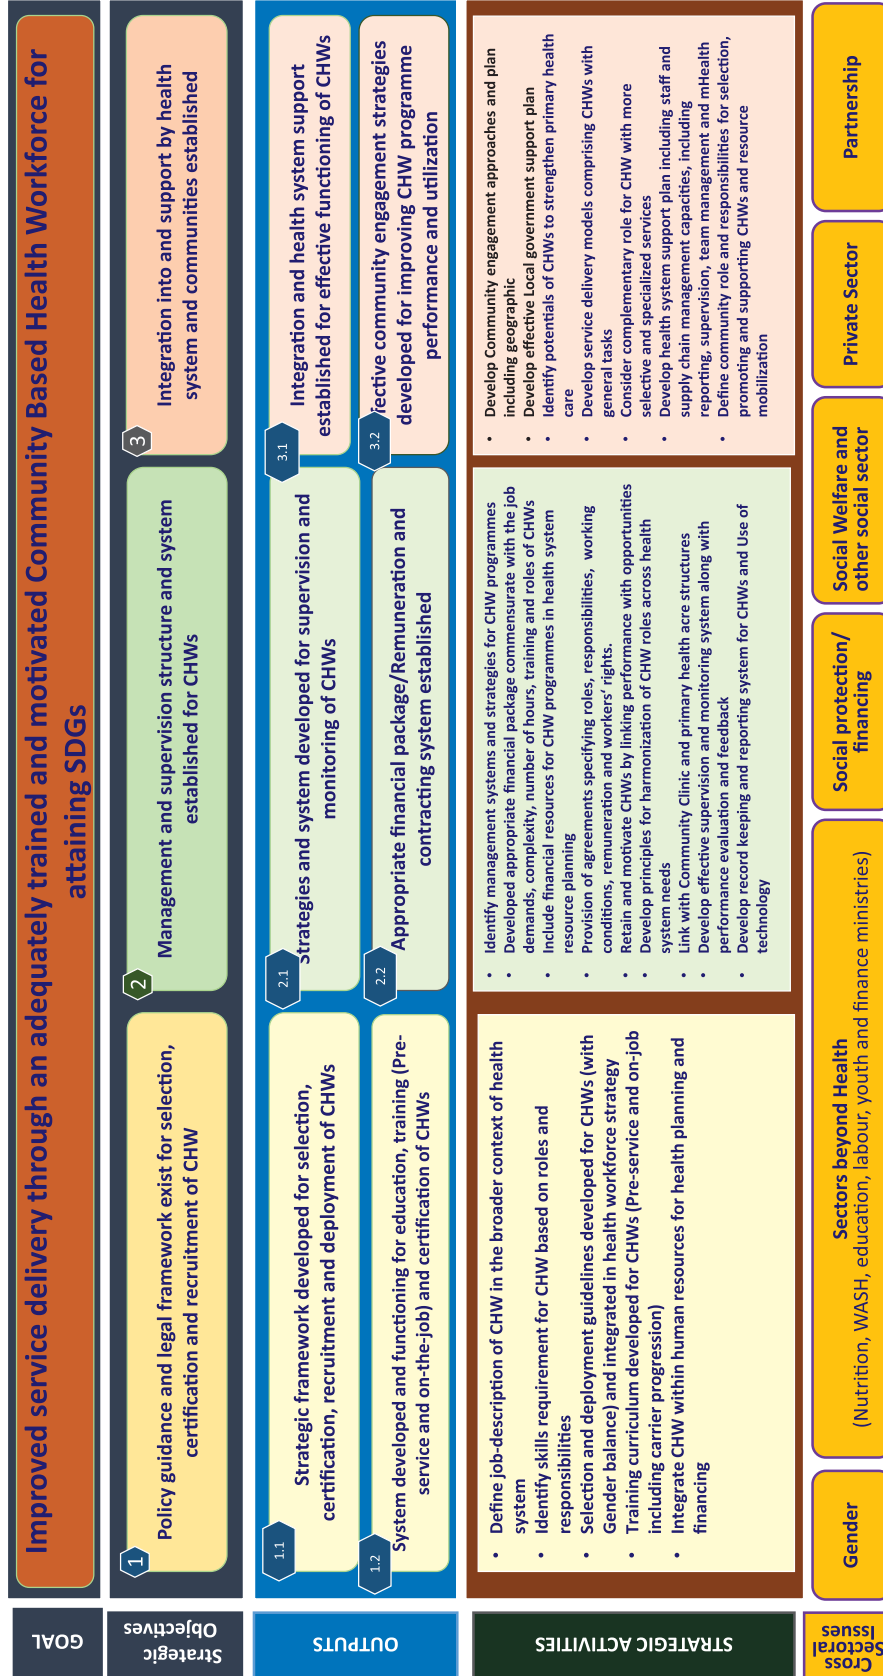 GOAL
Improved service delivery through an adequately trained and motivated Community Based Health Workforce for
attaining SDGs
Strategic
Objectives
1
Policy guidance and legal framework exist for selection,
certification and recruitment of CHW
2
Management and supervision structure and system
established for CHWs
3
Integration into and support by health
system and communities established
OUTPUTS
1.1
Strategic framework developed for selection,
certification, recruitment and deployment of CHWs
1.2
System developed and functioning for education, training (Pre-
service and on-the-job) and certification of CHWs
2.1
Strategies and system developed for supervision and
monitoring of CHWs
2.2
Appropriate financial package/Remuneration and
contracting system established
3.1
Integration and health system support
established for effective functioning of CHWs
3.2
fective community engagement strategies
developed for improving CHW programme
performance and utilization
STRATEGIC ACTIVITIES
• Define job-description of CHW in the broader context of health
system
• Identify skills requirement for CHW based on roles and
responsibilities
• Selection and deployment guidelines developed for CHWs (with
Gender balance) and integrated in health workforce strategy
• Training curriculum developed for CHWs (Pre-service and on-job
including carrier progression)
• Integrate CHW within human resources for health planning and
financing
• Identify management systems and strategies for CHW programmes
• Developed appropriate financial package commensurate with the job
demands, complexity, number of hours, training and roles of CHWs
• Include financial resources for CHW programmes in health system
resource planning
• Provision of agreements specifying roles, responsibilities, working
conditions, remuneration and workers' rights.
• Retain and motivate CHWs by linking performance with opportunities
• Develop principles for harmonization of CHW roles across health
system needs
• Link with Community Clinic and primary health acre structures
• Develop effective supervision and monitoring system along with
performance evaluation and feedback
• Develop record keeping and reporting system for CHWs and Use of
technology
• Develop Community engagement approaches and plan
including geographic
• Develop effective Local government support plan
• Identify potentials of CHWs to strengthen primary health
care
• Develop service delivery models comprising CHWs with
general tasks
• Consider complementary role for CHW with more
selective and specialized services
• Develop health system support plan including staff and
supply chain management capacities, including
reporting, supervision, team management and mHealth
• Define community role and responsibilities for selection,
promoting and supporting CHWs and resource
mobilization
Cross
Sectoral
Issues
Gender
Sectors beyond Health
(Nutrition, WASH, education, labour, youth and finance ministries)
Social protection/
financing
Social Welfare and
other social sector
Private Sector
Partnership